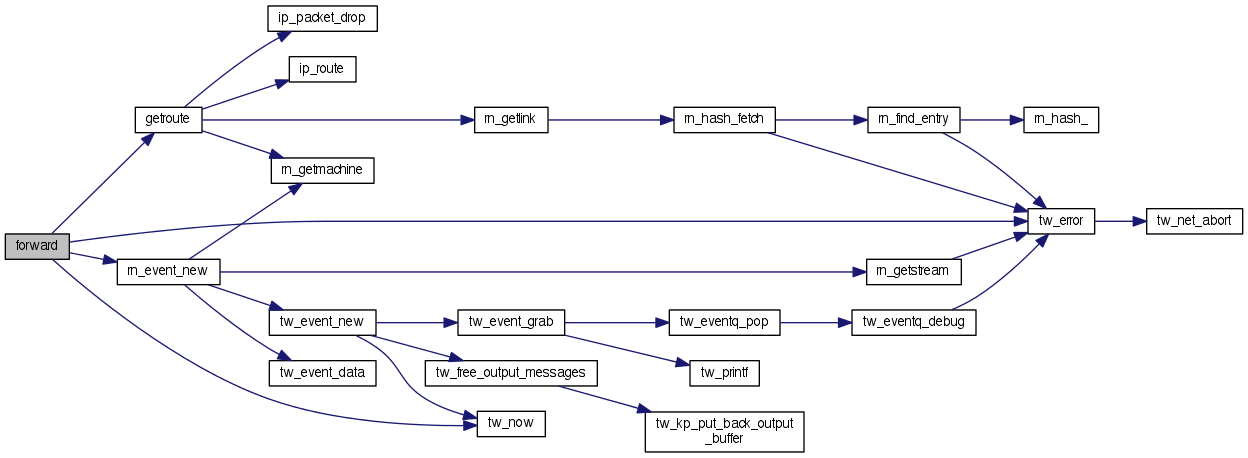 ip_packet_drop
ip_route
getroute
rn_getlink
rn_hash_fetch
rn_find_entry
rn_hash_
rn_getmachine
tw_error
tw_net_abort
forward
rn_event_new
rn_getstream
tw_event_new
tw_event_grab
tw_eventq_pop
tw_eventq_debug
tw_event_data
tw_free_output_messages
tw_printf
tw_now
tw_kp_put_back_output
_buffer